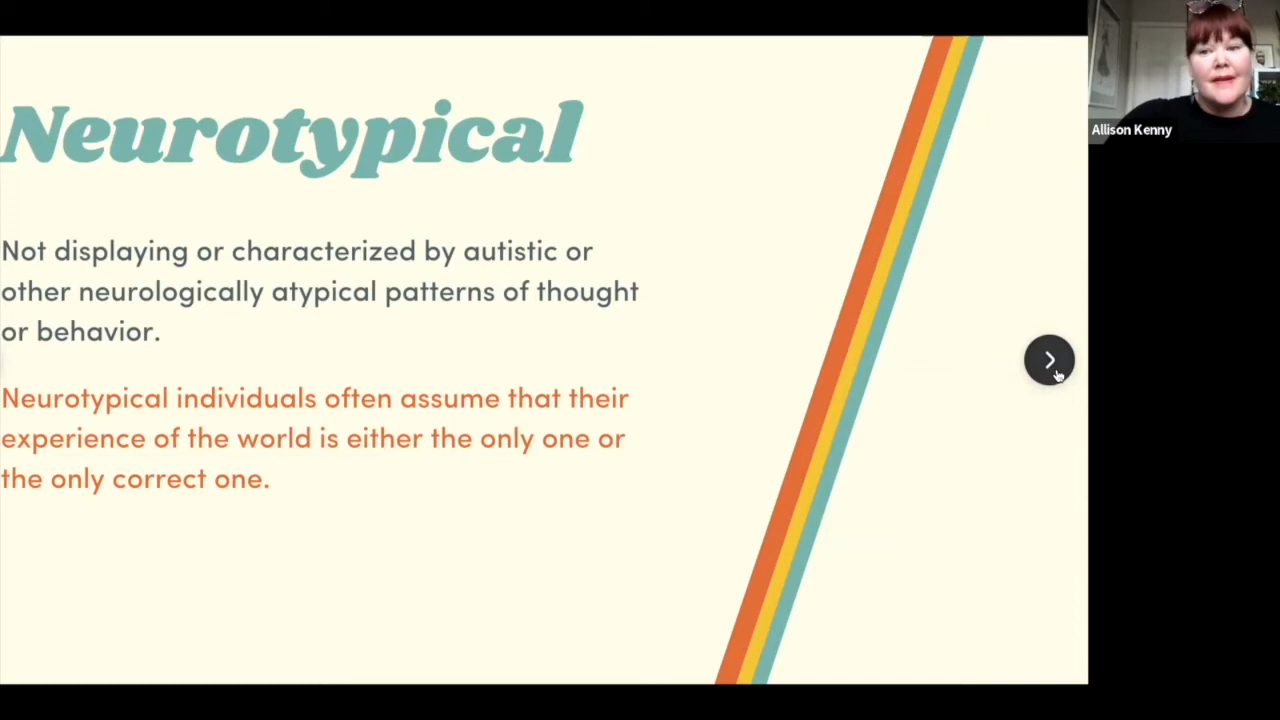 Neurotypical
Not displaying or characterized by autistic or
other neurologically atypical patterns of thought
or behavior.
Neurotypical individuals often assume that their
experience of the world is either the only one or
the only correct one.
Allison Kenny